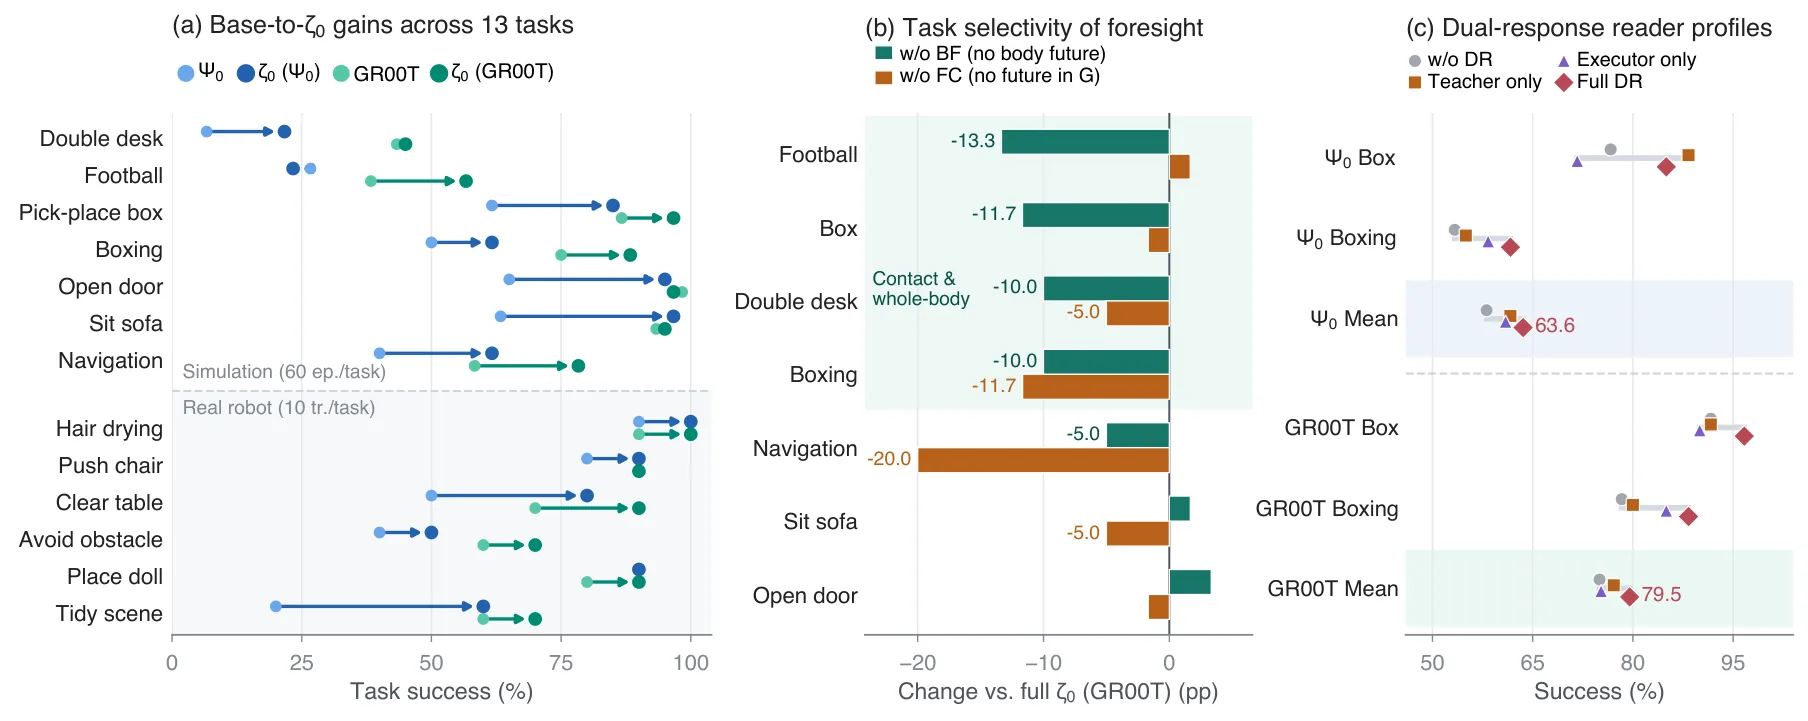 (a) Base-to-ζ₀ gains across 13 tasks
Ψ₀ ζ₀ (Ψ₀) GR00T ζ₀ (GR00T)
Double desk
Football
Pick-place box
Boxing
Open door
Sit sofa
Navigation
Simulation (60 ep./task)
Real robot (10 tr./task)
Hair drying
Push chair
Clear table
Avoid obstacle
Place doll
Tidy scene
0 25 50 75 100
Task success (%)
(b) Task selectivity of foresight
w/o BF (no body future)
w/o FC (no future in G)
Football -13.3
Box -11.7
Contact &
whole-body
Double desk -10.0
-5.0
Boxing -10.0
-11.7
Navigation -5.0
-20.0
Sit sofa -5.0
Open door
−20 −10 0
Change vs. full ζ₀ (GR00T) (pp)
(c) Dual-response reader profiles
w/o DR Executor only
Teacher only Full DR
Ψ₀ Box
Ψ₀ Boxing
Ψ₀ Mean 63.6
GR00T Box
GR00T Boxing
GR00T Mean 79.5
50 65 80 95
Success (%)